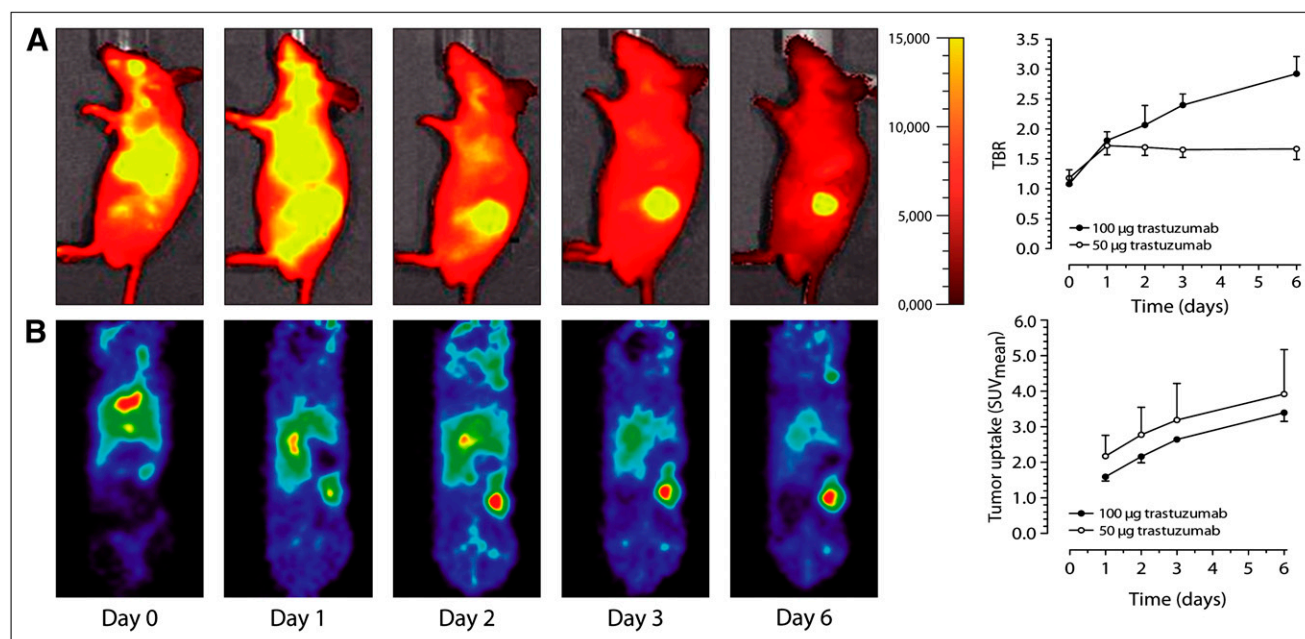 A
15,000
10,000
5,000
0,000
3.5
3.0
2.5
2.0
1.5
1.0
0.5
0.0
TBR
100 µg trastuzumab
50 µg trastuzumab
0 1 2 3 4 5 6
Time (days)
B
6.0
5.0
4.0
3.0
2.0
1.0
0.0
Tumor uptake (SUVmean)
100 µg trastuzumab
50 µg trastuzumab
0 1 2 3 4 5 6
Time (days)
Day 0 Day 1 Day 2 Day 3 Day 6